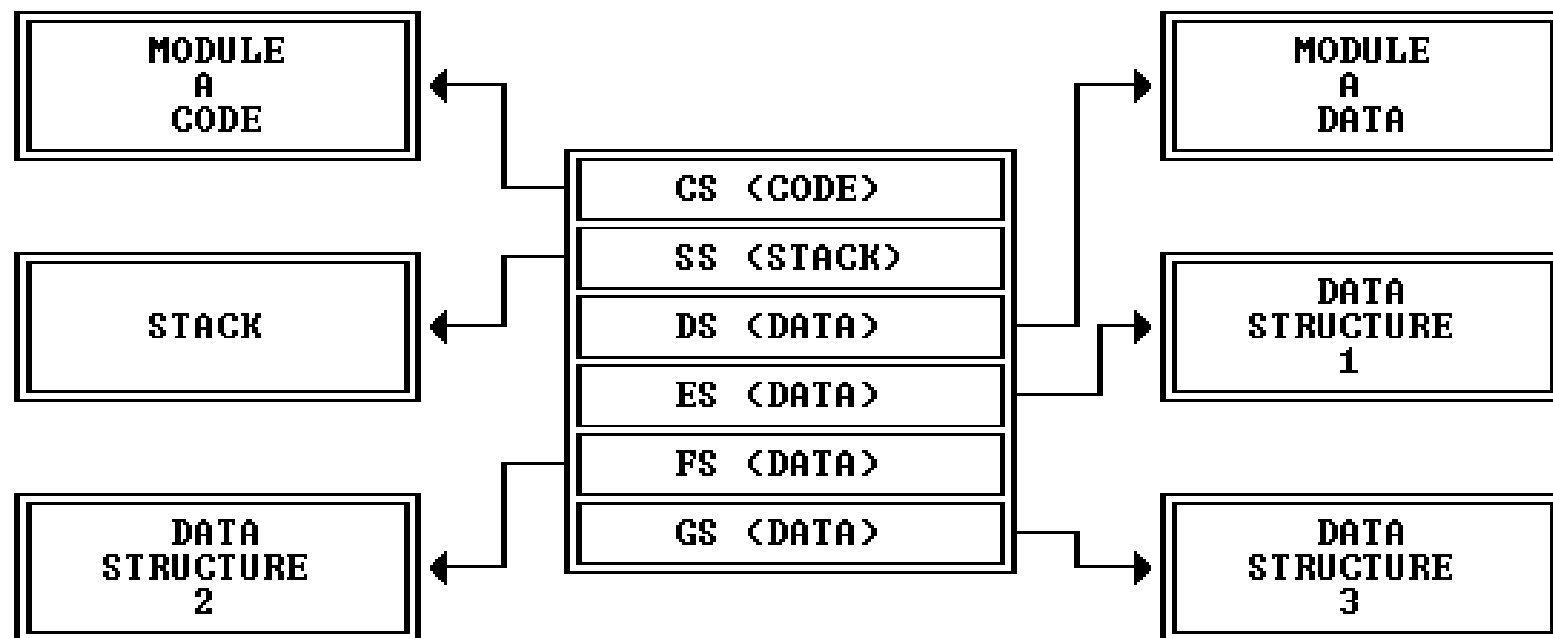 MODULE
A
CODE
MODULE
A
DATA
CS (CODE)
SS (STACK)
DS (DATA)
ES (DATA)
FS (DATA)
GS (DATA)
STACK
DATA
STRUCTURE
1
DATA
STRUCTURE
2
DATA
STRUCTURE
3